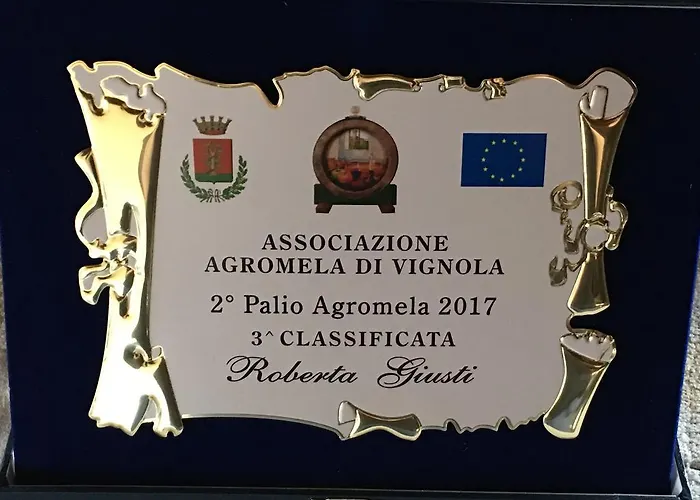 ASSOCIAZIONE
AGROMELA DI VIGNOLA
2° Palio Agromela 2017
3^ CLASSIFICATA
Roberta Giusti